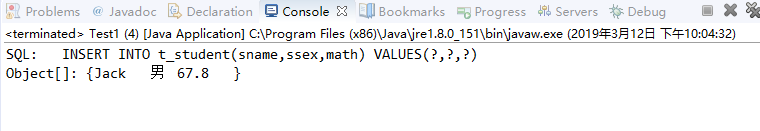 Problems @ Javadoc Declaration Console Bookmarks Progress Servers Debug
<terminated> Test1 (4) [Java Application] C:\Program Files (x86)\Java\jre1.8.0_151\bin\javaw.exe (2019年3月12日 下午10:04:32)
SQL:   INSERT INTO t_student(sname,ssex,math) VALUES(?,?,?)
Object[]: {Jack   男  67.8   }